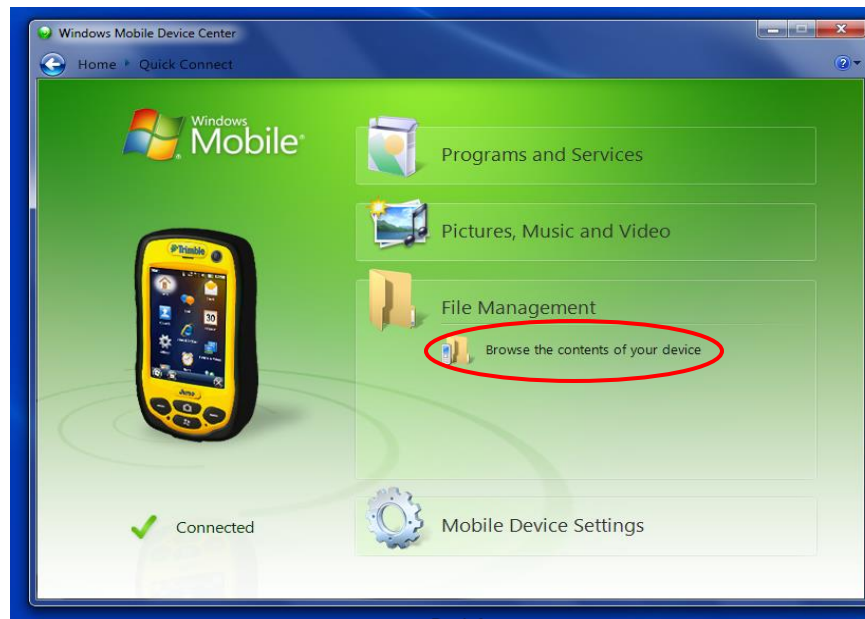 Windows Mobile Device Center
Home Quick Connect
Windows
Mobile
Programs and Services
Pictures, Music and Video
Trimble
30
File Management
Browse the contents of your device
Juno
Connected
Mobile Device Settings